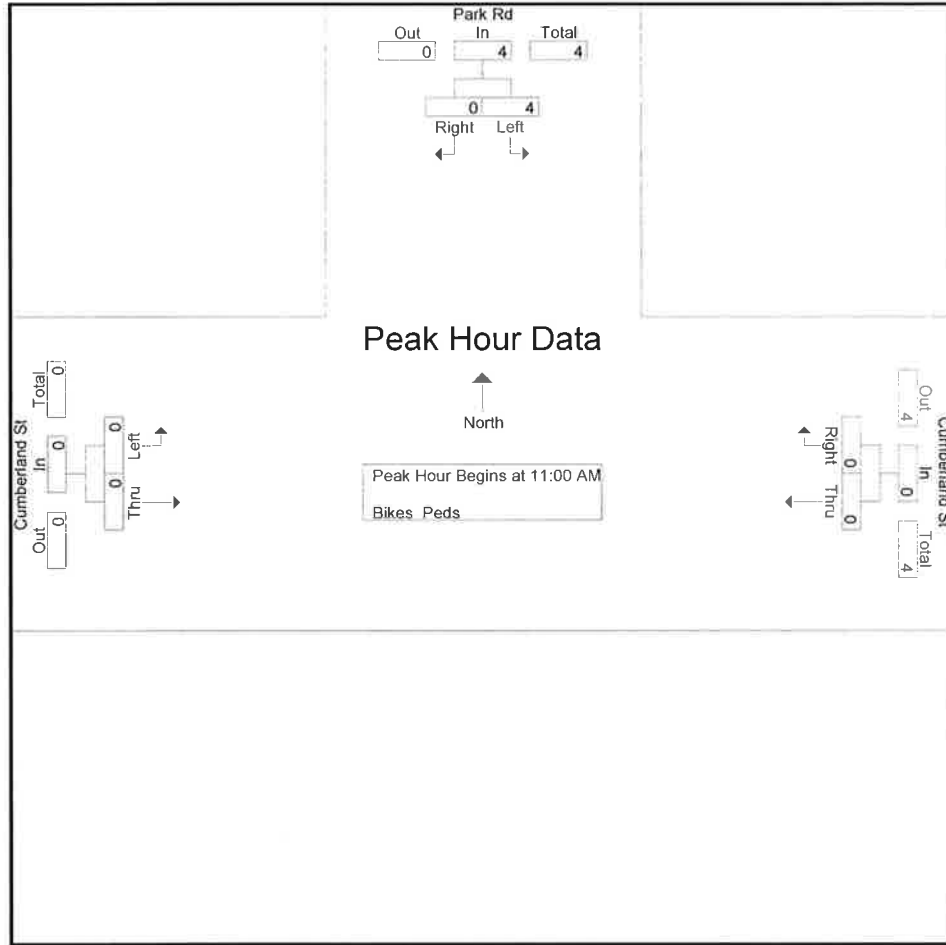 Park Rd
Out In Total
0 4 4
0 4
Right Left
Peak Hour Data
North
Peak Hour Begins at 11:00 AM
Bikes Peds
Cumberland St
Out In Total
0 0 0
Thru Left
0 0
Cumberland St
Out In Total
4 0 4
Right Thru
0 0